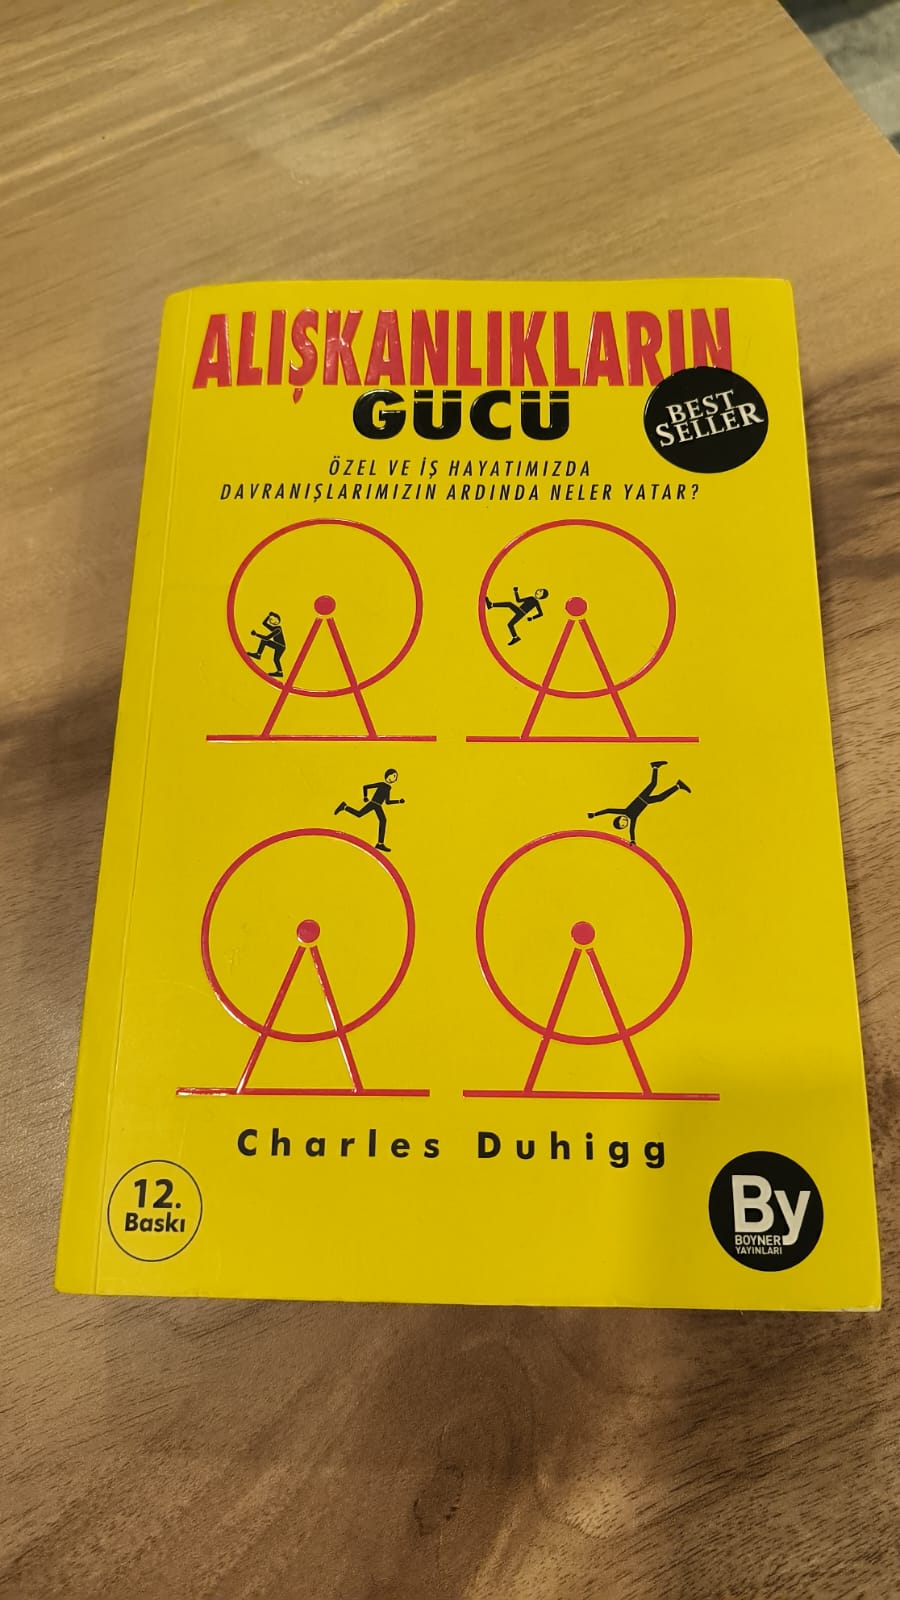 ALIŞKANLIKLARIN
GÜCÜ
BEST
SELLER
ÖZEL VE İŞ HAYATIMIZDA
DAVRANIŞLARIMIZIN ARDINDA NELER YATAR?
Charles Duhigg
12.
Baskı
By
BOYNER
YAYINLARI